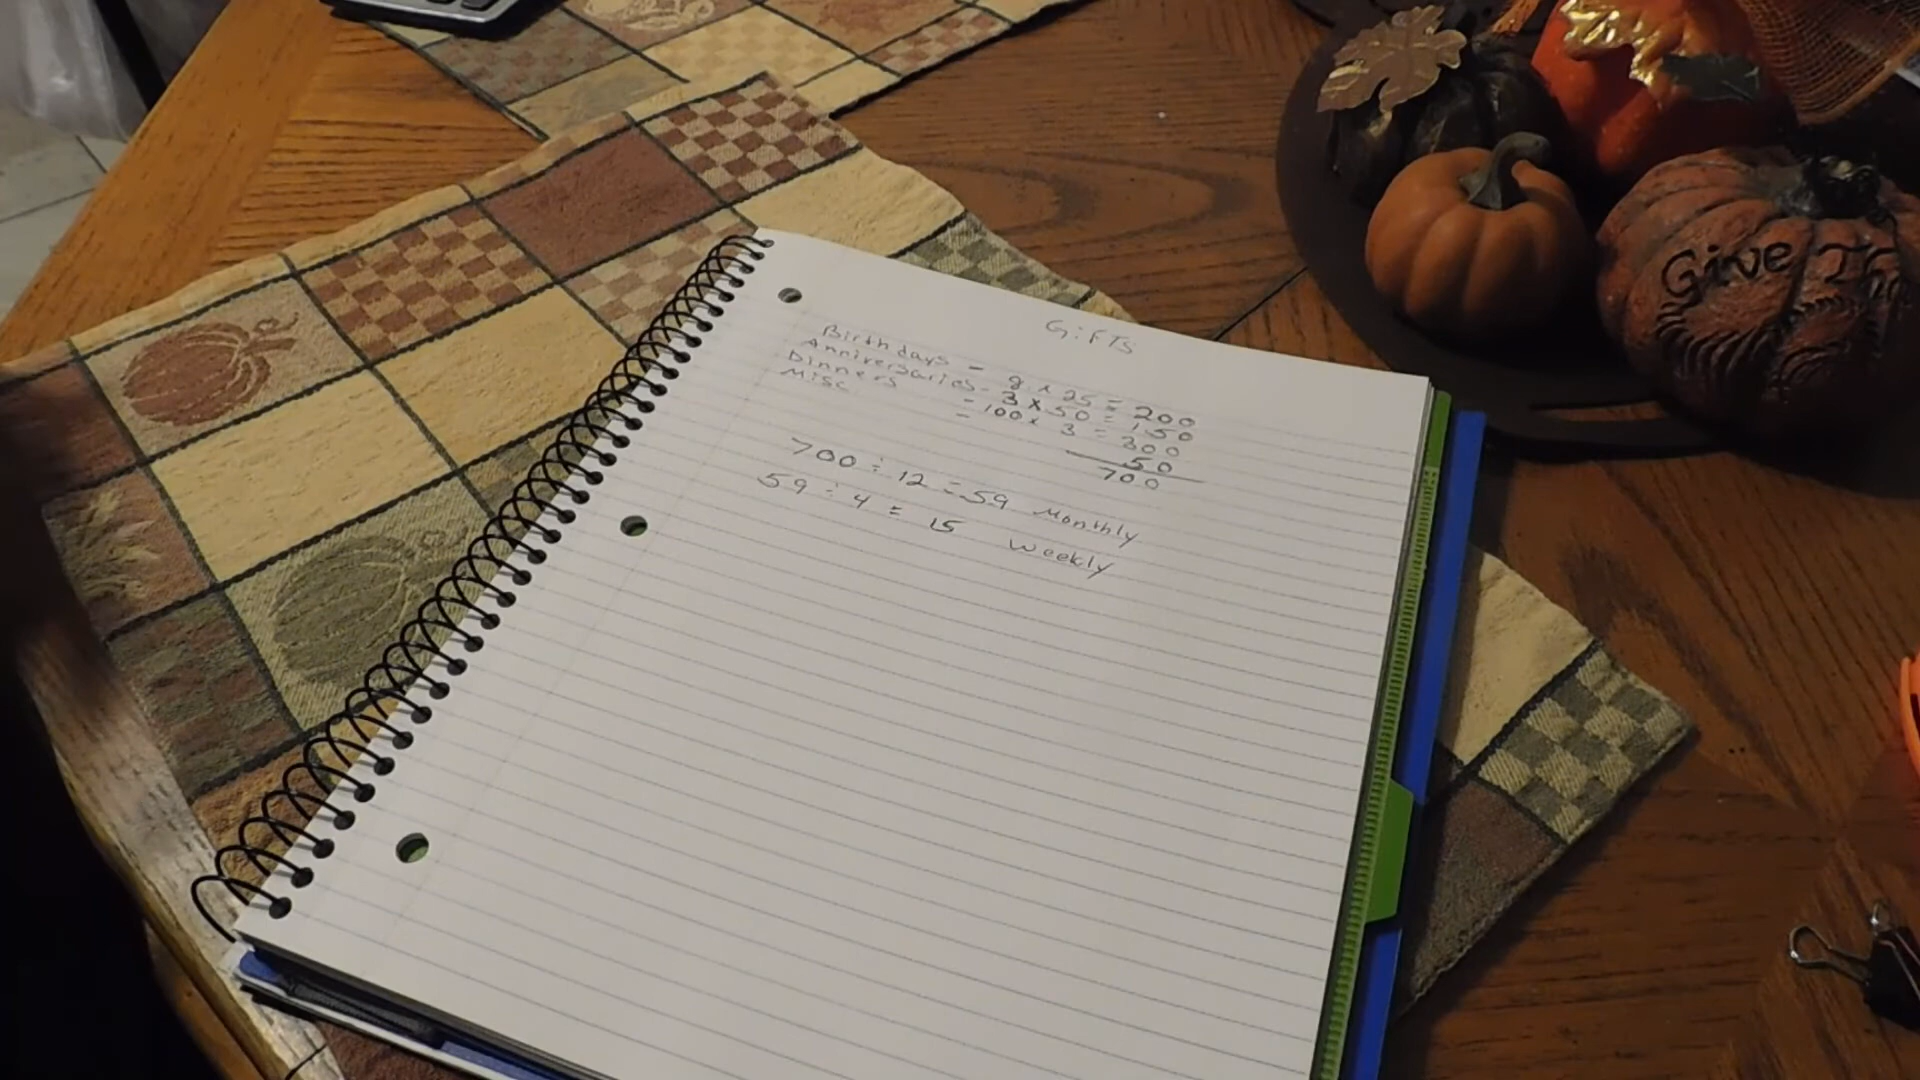 GiFTs
Birthdays - 8 x 25 = 200
Anniversaries - 3 x 50 = 150
Dinners - 100 x 3 = 300
Misc 50
700
700 ÷ 12 = 59 Monthly
59 ÷ 4 = 15 Weekly
Give Th